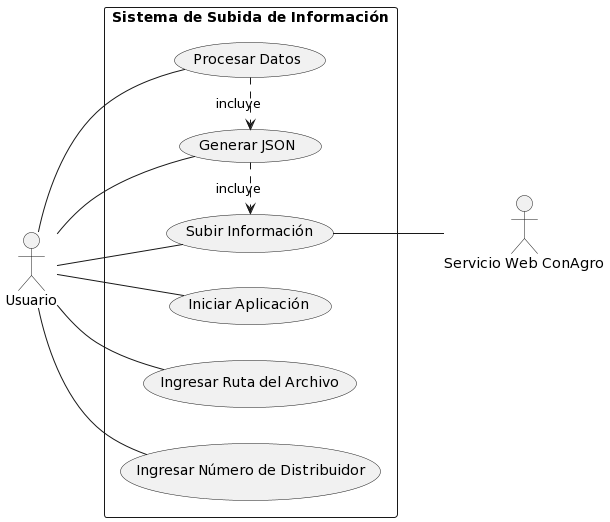 Sistema de Subida de Información
Procesar Datos
incluye
Generar JSON
incluye
Subir Información
Servicio Web ConAgro
Usuario
Iniciar Aplicación
Ingresar Ruta del Archivo
Ingresar Número de Distribuidor